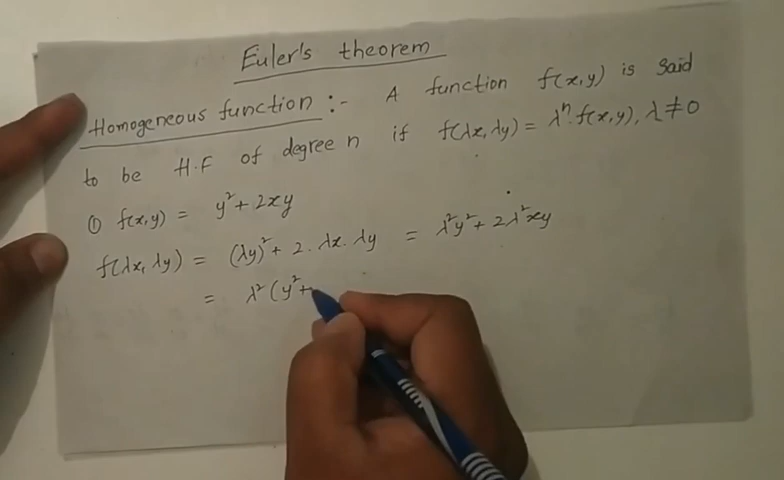 Euler's theorem
Homogeneous function :- A function f(x,y) is said
to be H.F of degree n if f(λx, λy) = λⁿ.f(x,y), λ≠0
① f(x,y) = y² + 2xy
f(λx, λy) = (λy)² + 2. λx. λy = λ²y² + 2λ²xy
= λ² (y²+